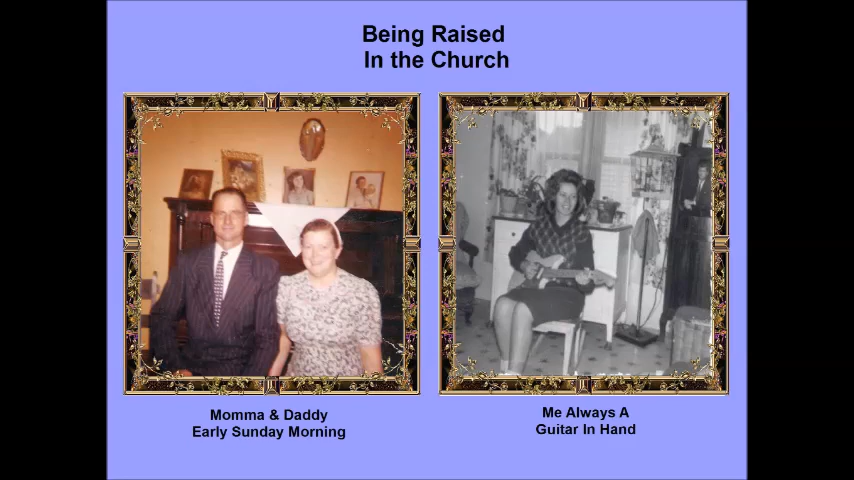 Being Raised
In the Church
Momma & Daddy
Early Sunday Morning
Me Always A
Guitar In Hand